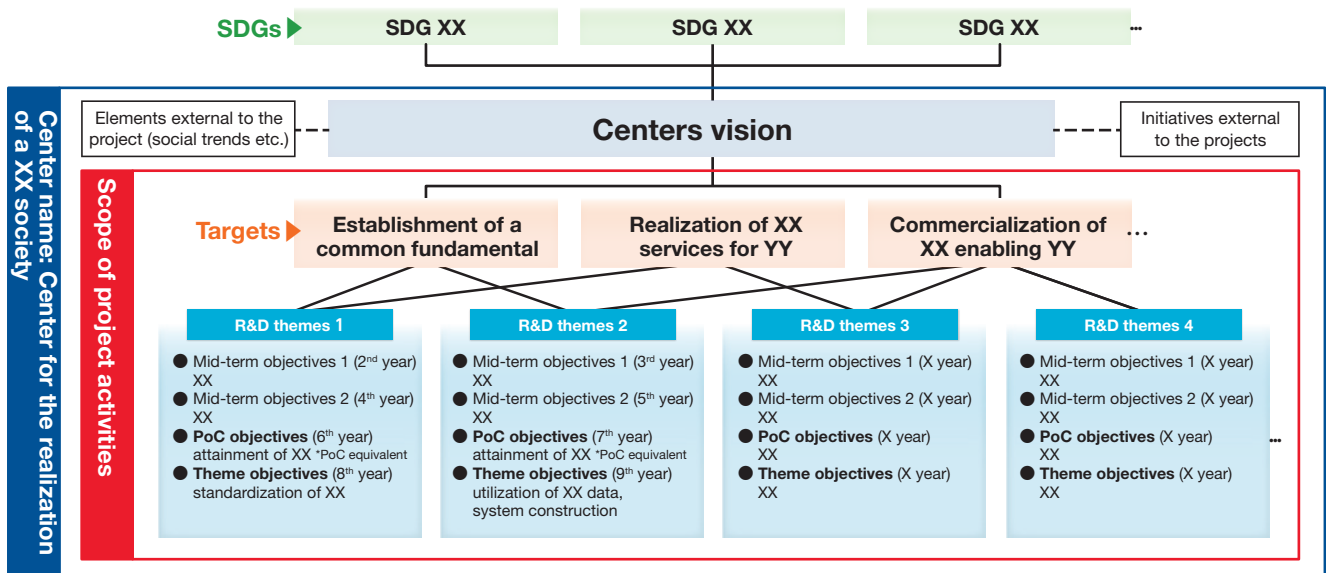 SDGs
SDG XX
SDG XX
SDG XX
...
Center name: Center for the realization
of a XX society
Elements external to the
project (social trends etc.)
Centers vision
Initiatives external
to the projects
Scope of project activities
Targets
Establishment of a
common fundamental
Realization of XX
services for YY
Commercialization of
XX enabling YY
...
R&D themes 1
● Mid-term objectives 1 (2nd year)
XX
● Mid-term objectives 2 (4th year)
XX
● PoC objectives (6th year)
attainment of XX *PoC equivalent
● Theme objectives (8th year)
standardization of XX
R&D themes 2
● Mid-term objectives 1 (3rd year)
XX
● Mid-term objectives 2 (5th year)
XX
● PoC objectives (7th year)
attainment of XX *PoC equivalent
● Theme objectives (9th year)
utilization of XX data,
system construction
R&D themes 3
● Mid-term objectives 1 (X year)
XX
● Mid-term objectives 2 (X year)
XX
● PoC objectives (X year)
XX
● Theme objectives (X year)
XX
R&D themes 4
● Mid-term objectives 1 (X year)
XX
● Mid-term objectives 2 (X year)
XX
● PoC objectives (X year)
XX
● Theme objectives (X year)
XX
...